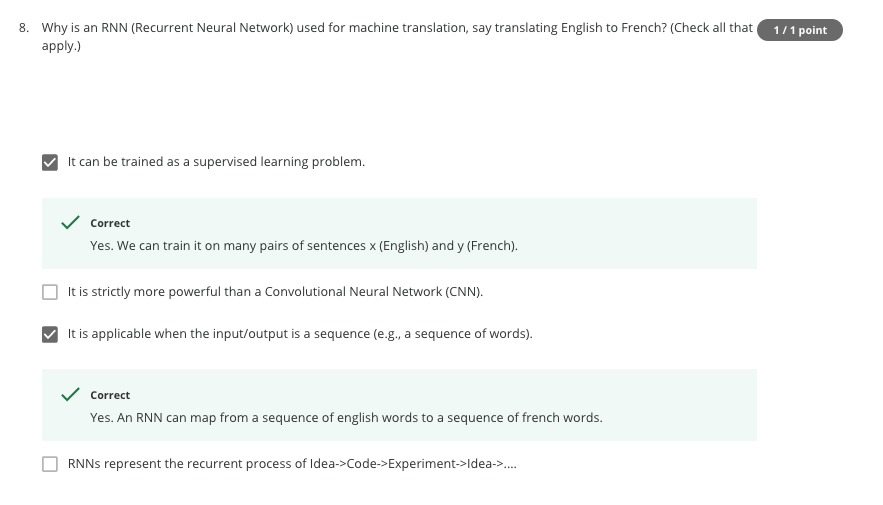 8. Why is an RNN (Recurrent Neural Network) used for machine translation, say translating English to French? (Check all that
apply.)
1 / 1 point
It can be trained as a supervised learning problem.
Correct
Yes. We can train it on many pairs of sentences x (English) and y (French).
It is strictly more powerful than a Convolutional Neural Network (CNN).
It is applicable when the input/output is a sequence (e.g., a sequence of words).
Correct
Yes. An RNN can map from a sequence of english words to a sequence of french words.
RNNs represent the recurrent process of Idea->Code->Experiment->Idea->....